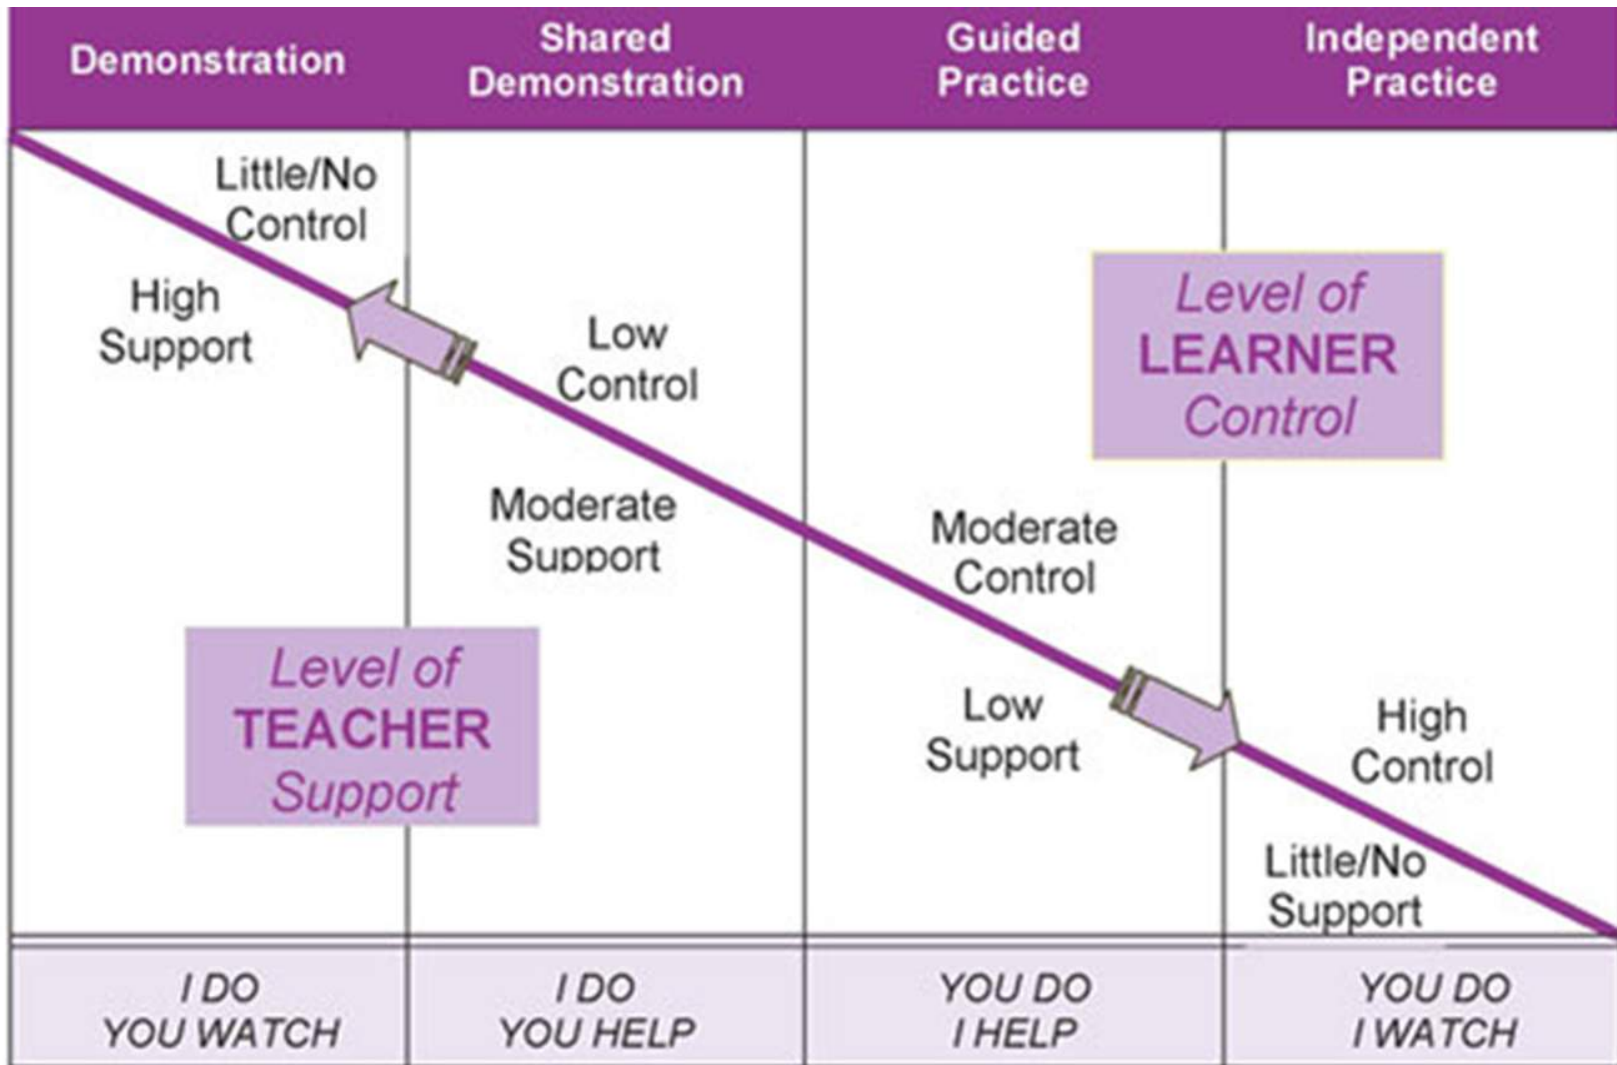 Demonstration
Shared
Demonstration
Guided
Practice
Independent
Practice
Little/No
Control
High
Support
Low
Control
Level of
LEARNER
Control
Moderate
Support
Moderate
Control
Level of
TEACHER
Support
Low
Support
High
Control
Little/No
Support
I DO
YOU WATCH
I DO
YOU HELP
YOU DO
I HELP
YOU DO
I WATCH